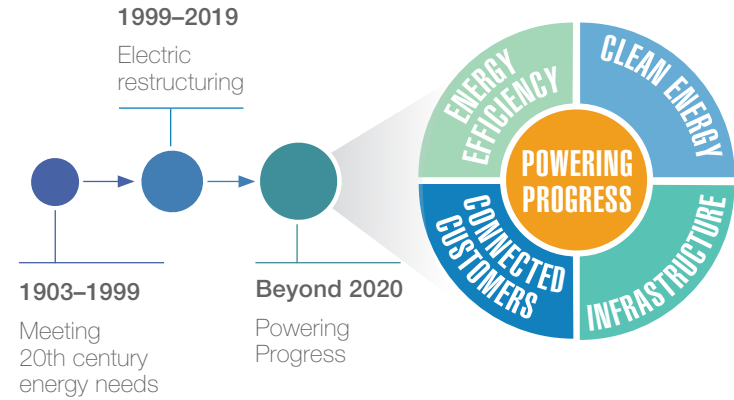 1999–2019
Electric
restructuring
1903–1999
Meeting
20th century
energy needs
Beyond 2020
Powering
Progress
ENERGY
EFFICIENCY
CLEAN ENERGY
POWERING
PROGRESS
CONNECTED
CUSTOMERS
INFRASTRUCTURE